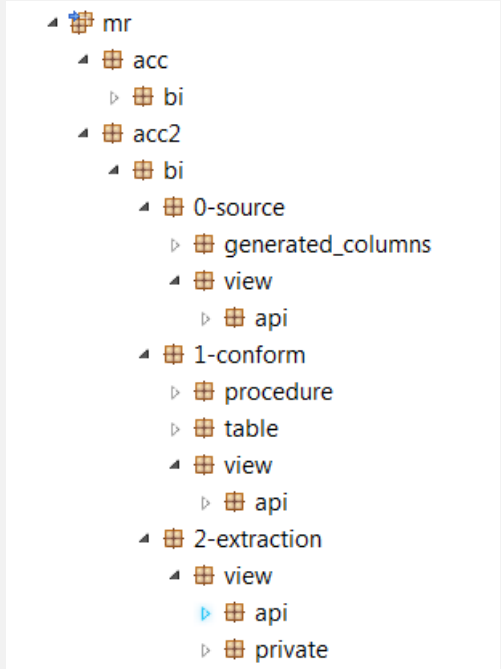 mr
acc
bi
acc2
bi
0-source
generated_columns
view
api
1-conform
procedure
table
view
api
2-extraction
view
api
private